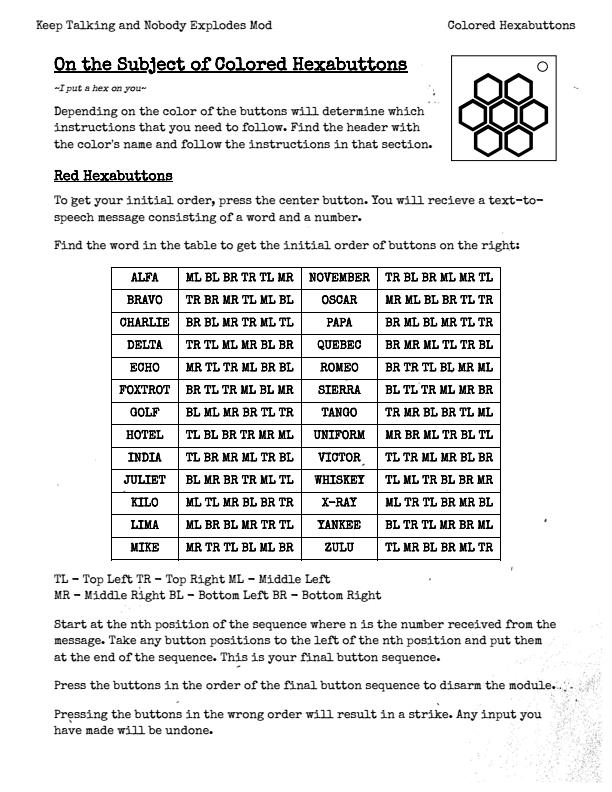 Keep Talking and Nobody Explodes Mod Colored Hexabuttons
On the Subject of Colored Hexabuttons
~I put a hex on you~
Depending on the color of the buttons will determine which
instructions that you need to follow. Find the header with
the color's name and follow the instructions in that section.
Red Hexabuttons
To get your initial order, press the center button. You will recieve a text-to-
speech message consisting of a word and a number.
Find the word in the table to get the initial order of buttons on the right:
ALFA ML BL BR TR TL MR NOVEMBER TR BL BR ML MR TL
BRAVO TR BR MR TL ML BL OSCAR MR ML BL BR TL TR
CHARLIE BR BL MR TR ML TL PAPA BR ML BL MR TL TR
DELTA TR TL ML MR BL BR QUEBEC BR MR ML TL TR BL
ECHO MR TL TR ML BR BL ROMEO BR TR TL BL MR ML
FOXTROT BR TL TR ML BL MR SIERRA BL TL TR ML MR BR
GOLF BL ML MR BR TL TR TANGO TR MR BL BR TL ML
HOTEL TL BL BR TR MR ML UNIFORM MR BR ML TR BL TL
INDIA TL BR MR ML TR BL VICTOR TL TR ML MR BL BR
JULIET BL MR BR TR ML TL WHISKEY TL ML TR BL BR MR
KILO ML TL MR BL BR TR X-RAY ML TR TL BR MR BL
LIMA ML BR BL MR TR TL YANKEE BL TR TL MR BR ML
MIKE MR TR TL BL ML BR ZULU TL MR BL BR ML TR
TL - Top Left TR - Top Right ML - Middle Left
MR - Middle Right BL - Bottom Left BR - Bottom Right
Start at the nth position of the sequence where n is the number received from the
message. Take any button positions to the left of the nth position and put them
at the end of the sequence. This is your final button sequence.
Press the buttons in the order of the final button sequence to disarm the module.
Pressing the buttons in the wrong order will result in a strike. Any input you
have made will be undone.